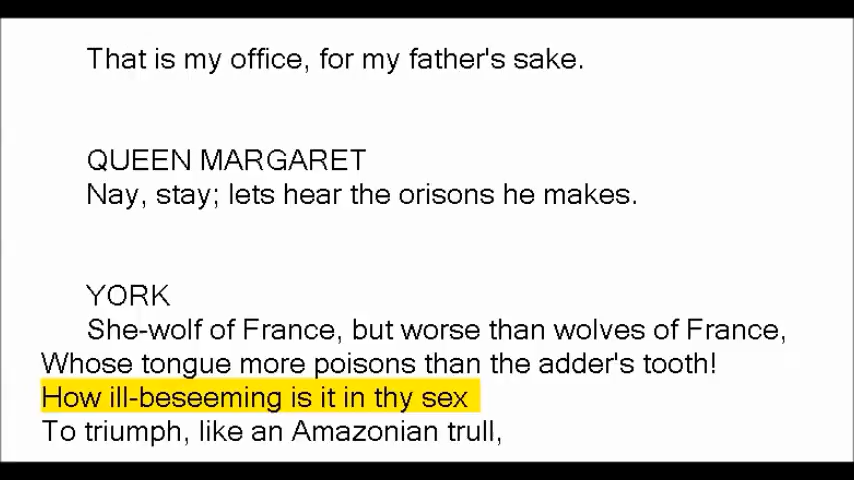 That is my office, for my father's sake.
QUEEN MARGARET
Nay, stay; lets hear the orisons he makes.
YORK
She-wolf of France, but worse than wolves of France,
Whose tongue more poisons than the adder's tooth!
How ill-beseeming is it in thy sex
To triumph, like an Amazonian trull,